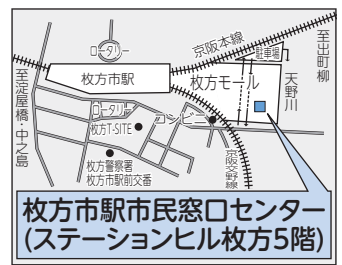 ロータリー
京阪本線
至出町柳
駐車場
枚方市駅
枚方モール
天野川
至淀屋橋・中之島
ロータリー
枚方T-SITE
コンビニ
枚方警察署
枚方市駅前交番
京阪交野線
枚方市駅市民窓口センター
(ステーションヒル枚方5階)